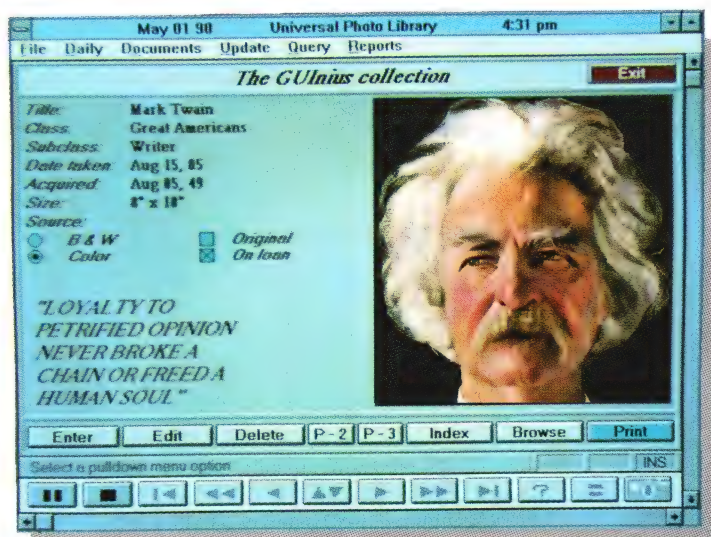 May 01 90 Universal Photo Library 4:31 pm
File Daily Documents Update Query Reports
The GUInius collection Exit
Title: Mark Twain
Class: Great Americans
Subclass: Writer
Date taken: Aug 15, 05
Acquired: Aug 05, 49
Size: 8" x 10"
Source:
B & W Original
Color On loan
"LOYALTY TO
PETRIFIED OPINION
NEVER BROKE A
CHAIN OR FREED A
HUMAN SOUL"
Enter Edit Delete P - 2 P - 3 Index Browse Print
Select a pulldown menu option INS
?